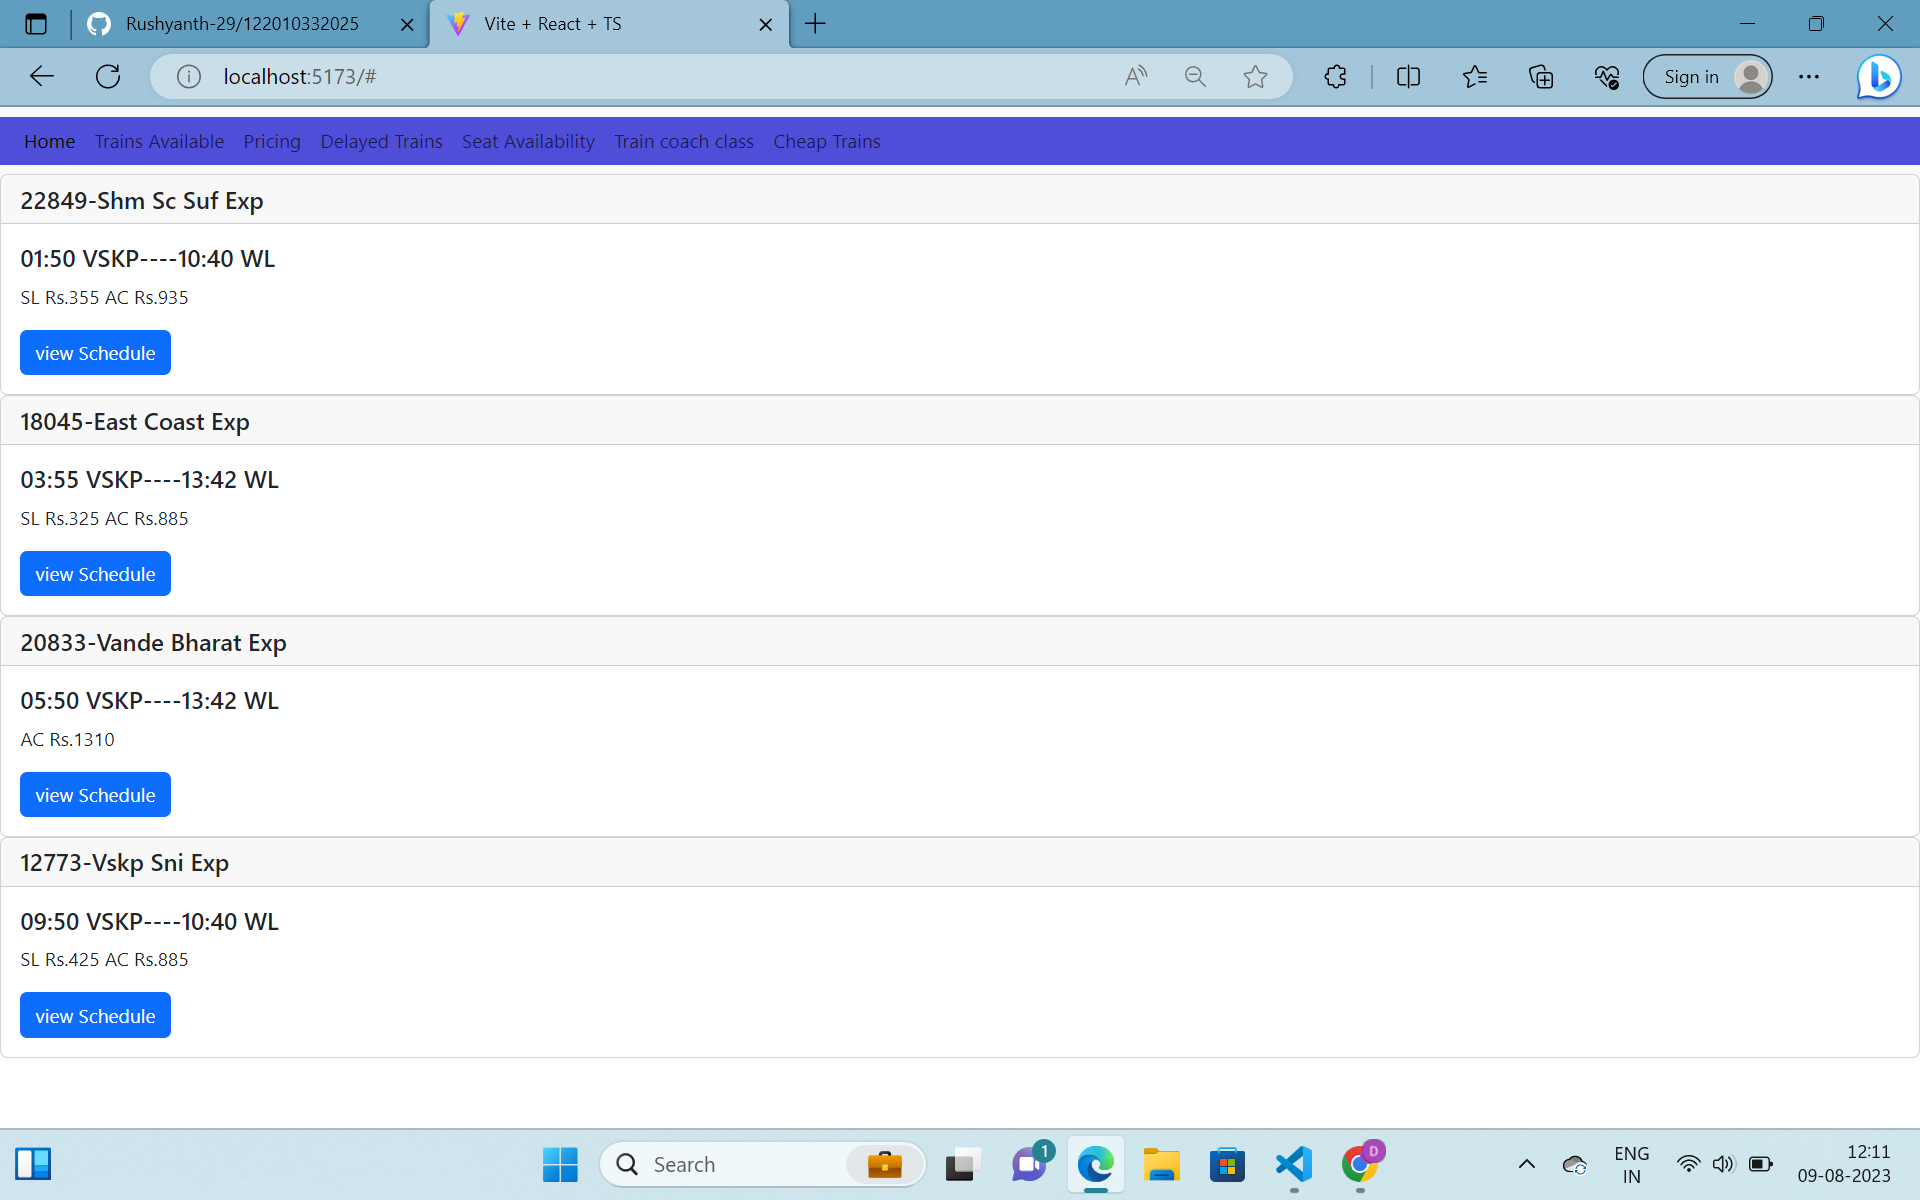 Rushyanth-29/122010332025
Vite + React + TS
localhost:5173/#
Sign in
Home Trains Available Pricing Delayed Trains Seat Availability Train coach class Cheap Trains
22849-Shm Sc Suf Exp
01:50 VSKP----10:40 WL
SL Rs.355 AC Rs.935
view Schedule
18045-East Coast Exp
03:55 VSKP----13:42 WL
SL Rs.325 AC Rs.885
view Schedule
20833-Vande Bharat Exp
05:50 VSKP----13:42 WL
AC Rs.1310
view Schedule
12773-Vskp Sni Exp
09:50 VSKP----10:40 WL
SL Rs.425 AC Rs.885
view Schedule
Search
1
D
ENG
IN
12:11
09-08-2023